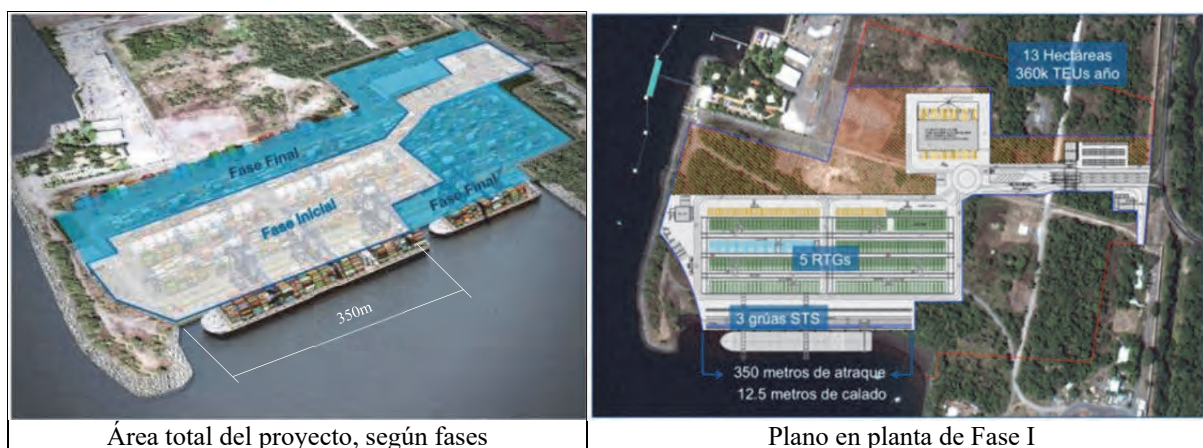 Fase Final
Fase Inicial
Fase Final
350m
Área total del proyecto, según fases
13 Hectáreas
360k TEUs año
5 RTGs
3 grúas STS
350 metros de atraque
12.5 metros de calado
Plano en planta de Fase I